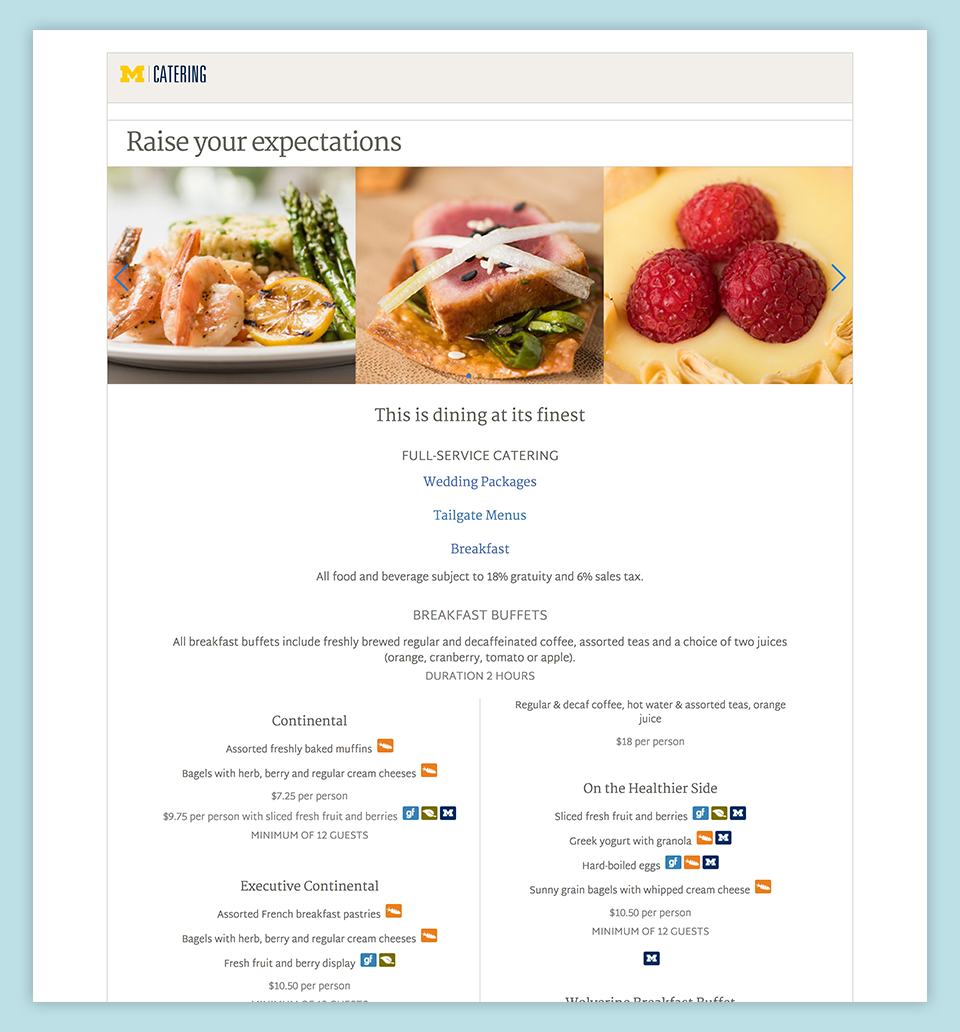 M | CATERING
Raise your expectations
This is dining at its finest
FULL-SERVICE CATERING
Wedding Packages
Tailgate Menus
Breakfast
All food and beverage subject to 18% gratuity and 6% sales tax.
BREAKFAST BUFFETS
All breakfast buffets include freshly brewed regular and decaffeinated coffee, assorted teas and a choice of two juices
(orange, cranberry, tomato or apple).
DURATION 2 HOURS
Continental
Assorted freshly baked muffins
Bagels with herb, berry and regular cream cheeses
$7.25 per person
$9.75 per person with sliced fresh fruit and berries gf M
MINIMUM OF 12 GUESTS
Executive Continental
Assorted French breakfast pastries
Bagels with herb, berry and regular cream cheeses
Fresh fruit and berry display gf
$10.50 per person
MINIMUM OF 12 GUESTS
Regular & decaf coffee, hot water & assorted teas, orange
juice
$18 per person
On the Healthier Side
Sliced fresh fruit and berries gf M
Greek yogurt with granola M
Hard-boiled eggs gf M
Sunny grain bagels with whipped cream cheese
$10.50 per person
MINIMUM OF 12 GUESTS
M
Wolverine Breakfast Buffet